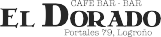 CAFE BAR - BAR
EL DORADO
Portales 79, Logroño